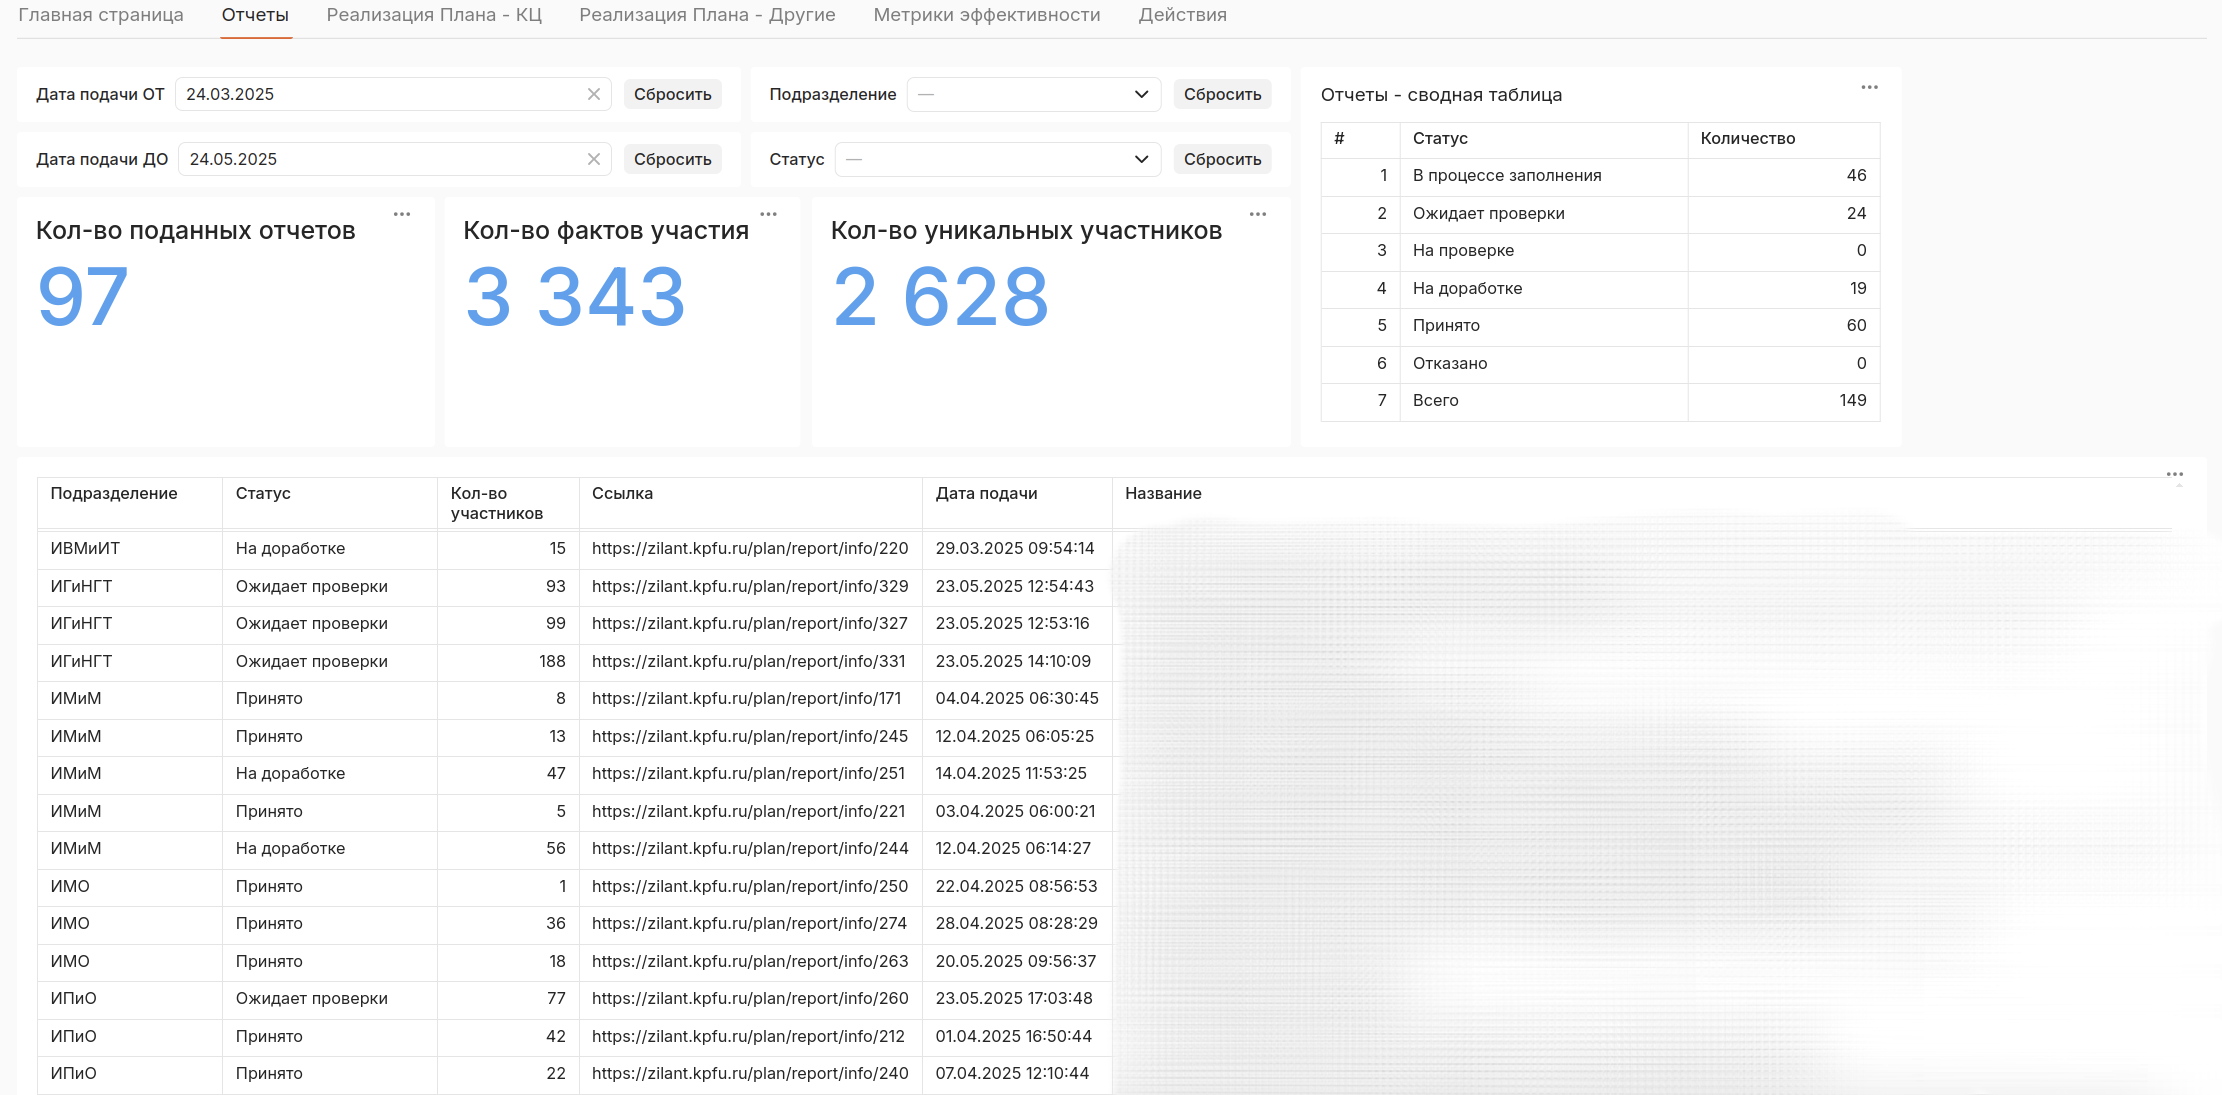 Главная страница Отчеты Реализация Плана - КЦ Реализация Плана - Другие Метрики эффективности Действия
Дата подачи ОТ 24.03.2025 Сбросить Подразделение — Сбросить
Дата подачи ДО 24.05.2025 Сбросить Статус — Сбросить
Кол-во поданных отчетов
97
Кол-во фактов участия
3 343
Кол-во уникальных участников
2 628
Отчеты - сводная таблица
# Статус Количество
1 В процессе заполнения 46
2 Ожидает проверки 24
3 На проверке 0
4 На доработке 19
5 Принято 60
6 Отказано 0
7 Всего 149
Подразделение Статус Кол-во участников Ссылка Дата подачи Название
ИВМиИТ На доработке 15 https://zilant.kpfu.ru/plan/report/info/220 29.03.2025 09:54:14
ИГиНГТ Ожидает проверки 93 https://zilant.kpfu.ru/plan/report/info/329 23.05.2025 12:54:43
ИГиНГТ Ожидает проверки 99 https://zilant.kpfu.ru/plan/report/info/327 23.05.2025 12:53:16
ИГиНГТ Ожидает проверки 188 https://zilant.kpfu.ru/plan/report/info/331 23.05.2025 14:10:09
ИМиМ Принято 8 https://zilant.kpfu.ru/plan/report/info/171 04.04.2025 06:30:45
ИМиМ Принято 13 https://zilant.kpfu.ru/plan/report/info/245 12.04.2025 06:05:25
ИМиМ На доработке 47 https://zilant.kpfu.ru/plan/report/info/251 14.04.2025 11:53:25
ИМиМ Принято 5 https://zilant.kpfu.ru/plan/report/info/221 03.04.2025 06:00:21
ИМиМ На доработке 56 https://zilant.kpfu.ru/plan/report/info/244 12.04.2025 06:14:27
ИМО Принято 1 https://zilant.kpfu.ru/plan/report/info/250 22.04.2025 08:56:53
ИМО Принято 36 https://zilant.kpfu.ru/plan/report/info/274 28.04.2025 08:28:29
ИМО Принято 18 https://zilant.kpfu.ru/plan/report/info/263 20.05.2025 09:56:37
ИПиО Ожидает проверки 77 https://zilant.kpfu.ru/plan/report/info/260 23.05.2025 17:03:48
ИПиО Принято 42 https://zilant.kpfu.ru/plan/report/info/212 01.04.2025 16:50:44
ИПиО Принято 22 https://zilant.kpfu.ru/plan/report/info/240 07.04.2025 12:10:44